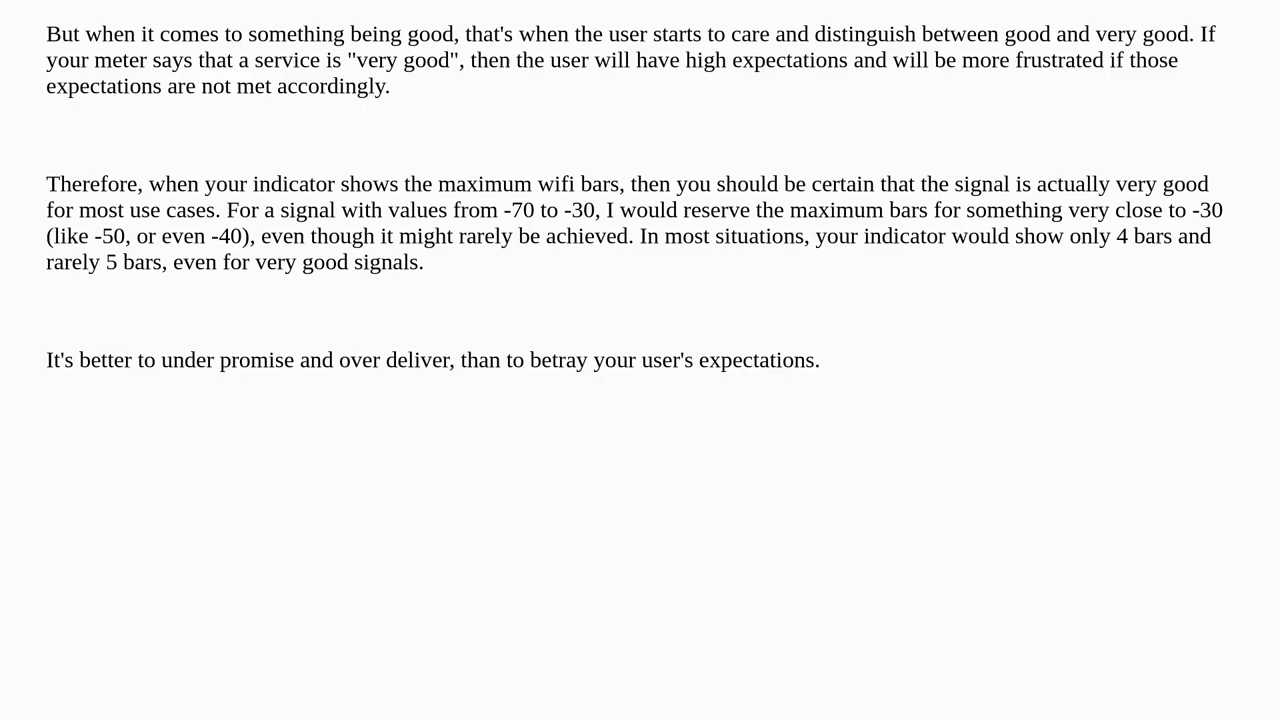 But when it comes to something being good, that's when the user starts to care and distinguish between good and very good. If
your meter says that a service is "very good", then the user will have high expectations and will be more frustrated if those
expectations are not met accordingly.
Therefore, when your indicator shows the maximum wifi bars, then you should be certain that the signal is actually very good
for most use cases. For a signal with values from -70 to -30, I would reserve the maximum bars for something very close to -30
(like -50, or even -40), even though it might rarely be achieved. In most situations, your indicator would show only 4 bars and
rarely 5 bars, even for very good signals.
It's better to under promise and over deliver, than to betray your user's expectations.